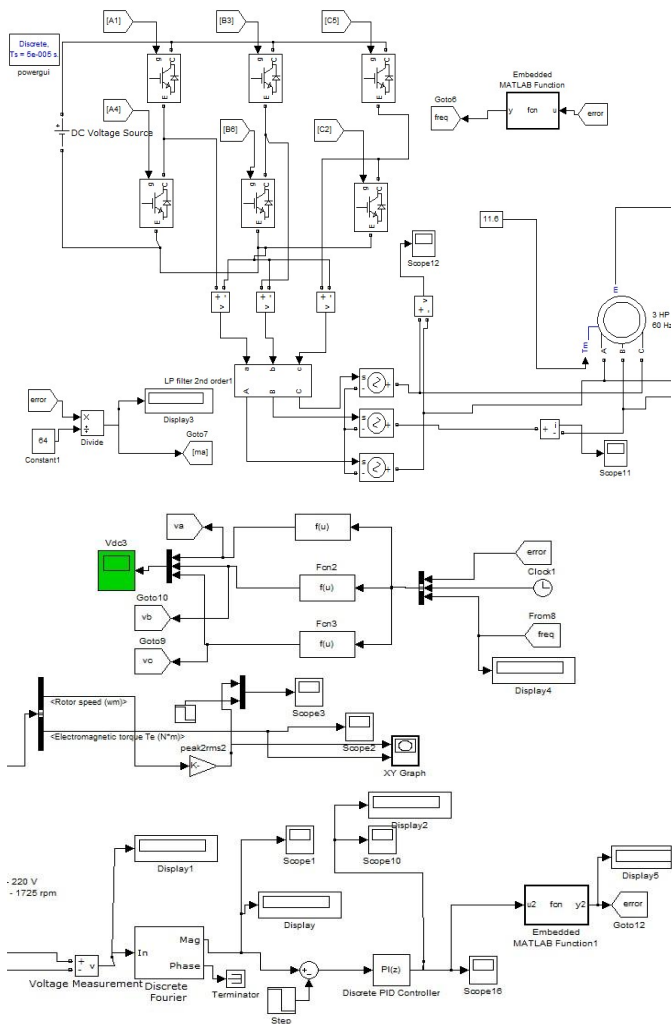 [A1]
[B3]
[C5]
Discrete,
Ts = 5e-005 s.
powergui
g
C
g
C
g
C
E
E
E
DC Voltage Source
[A4]
[B6]
[C2]
g
C
g
C
g
C
E
E
E
Embedded
MATLAB Function
Goto6
freq
y
fcn
u
error
11.6
Scope12
E
3 HP
60 Hz
Tm
A
B
C
+ -
v
+ -
v
+ -
v
v
+ -
LP filter 2nd order1
a
b
c
A
B
C
s
+
-
s
+
-
s
+
-
error
64
Constant1
×
÷
Divide
Display3
Goto7
[ma]
+
-
i
Scope11
va
Vdc3
f(u)
Fcn2
f(u)
Fcn3
f(u)
Goto10
vb
Goto9
vc
error
Clock1
From8
freq
Display4
<Rotor speed (wm)>
<Electromagnetic torque Te (N*m)>
Scope3
Scope2
peak2rms2
K-
XY Graph
Display2
Scope1
Scope10
Display1
Display
- 220 V
- 1725 rpm
+
-
v
Voltage Measurement
In
Mag
Phase
Discrete
Fourier
Terminator
+
-
Step
PI(z)
Discrete PID Controller
Scope16
u2
fcn
y2
Embedded
MATLAB Function1
Display5
error
Goto12